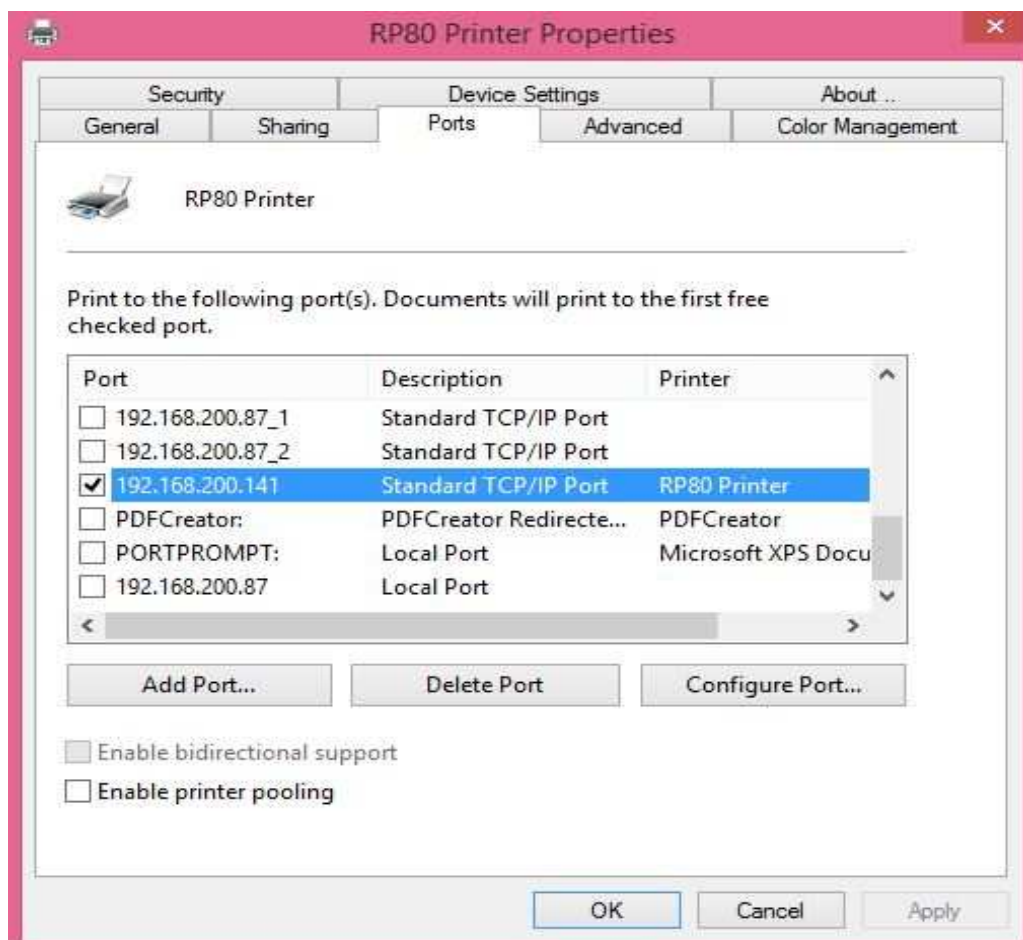 RP80 Printer Properties
Security Device Settings About ..
General Sharing Ports Advanced Color Management
RP80 Printer
Print to the following port(s). Documents will print to the first free
checked port.
Port Description Printer
192.168.200.87_1 Standard TCP/IP Port
192.168.200.87_2 Standard TCP/IP Port
192.168.200.141 Standard TCP/IP Port RP80 Printer
PDFCreator: PDFCreator Redirecte... PDFCreator
PORTPROMPT: Local Port Microsoft XPS Docu
192.168.200.87 Local Port
Add Port... Delete Port Configure Port...
Enable bidirectional support
Enable printer pooling
OK Cancel Apply